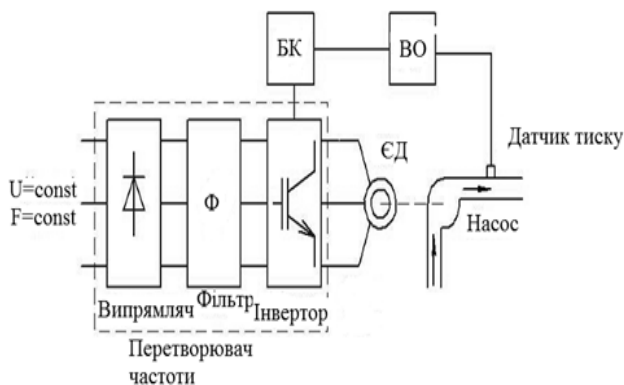 БК
ВО
Датчик тиску
ЄД
U=const
F=const
Ф
Насос
Випрямляч
Фільтр
Інвертор
Перетворювач
частоти